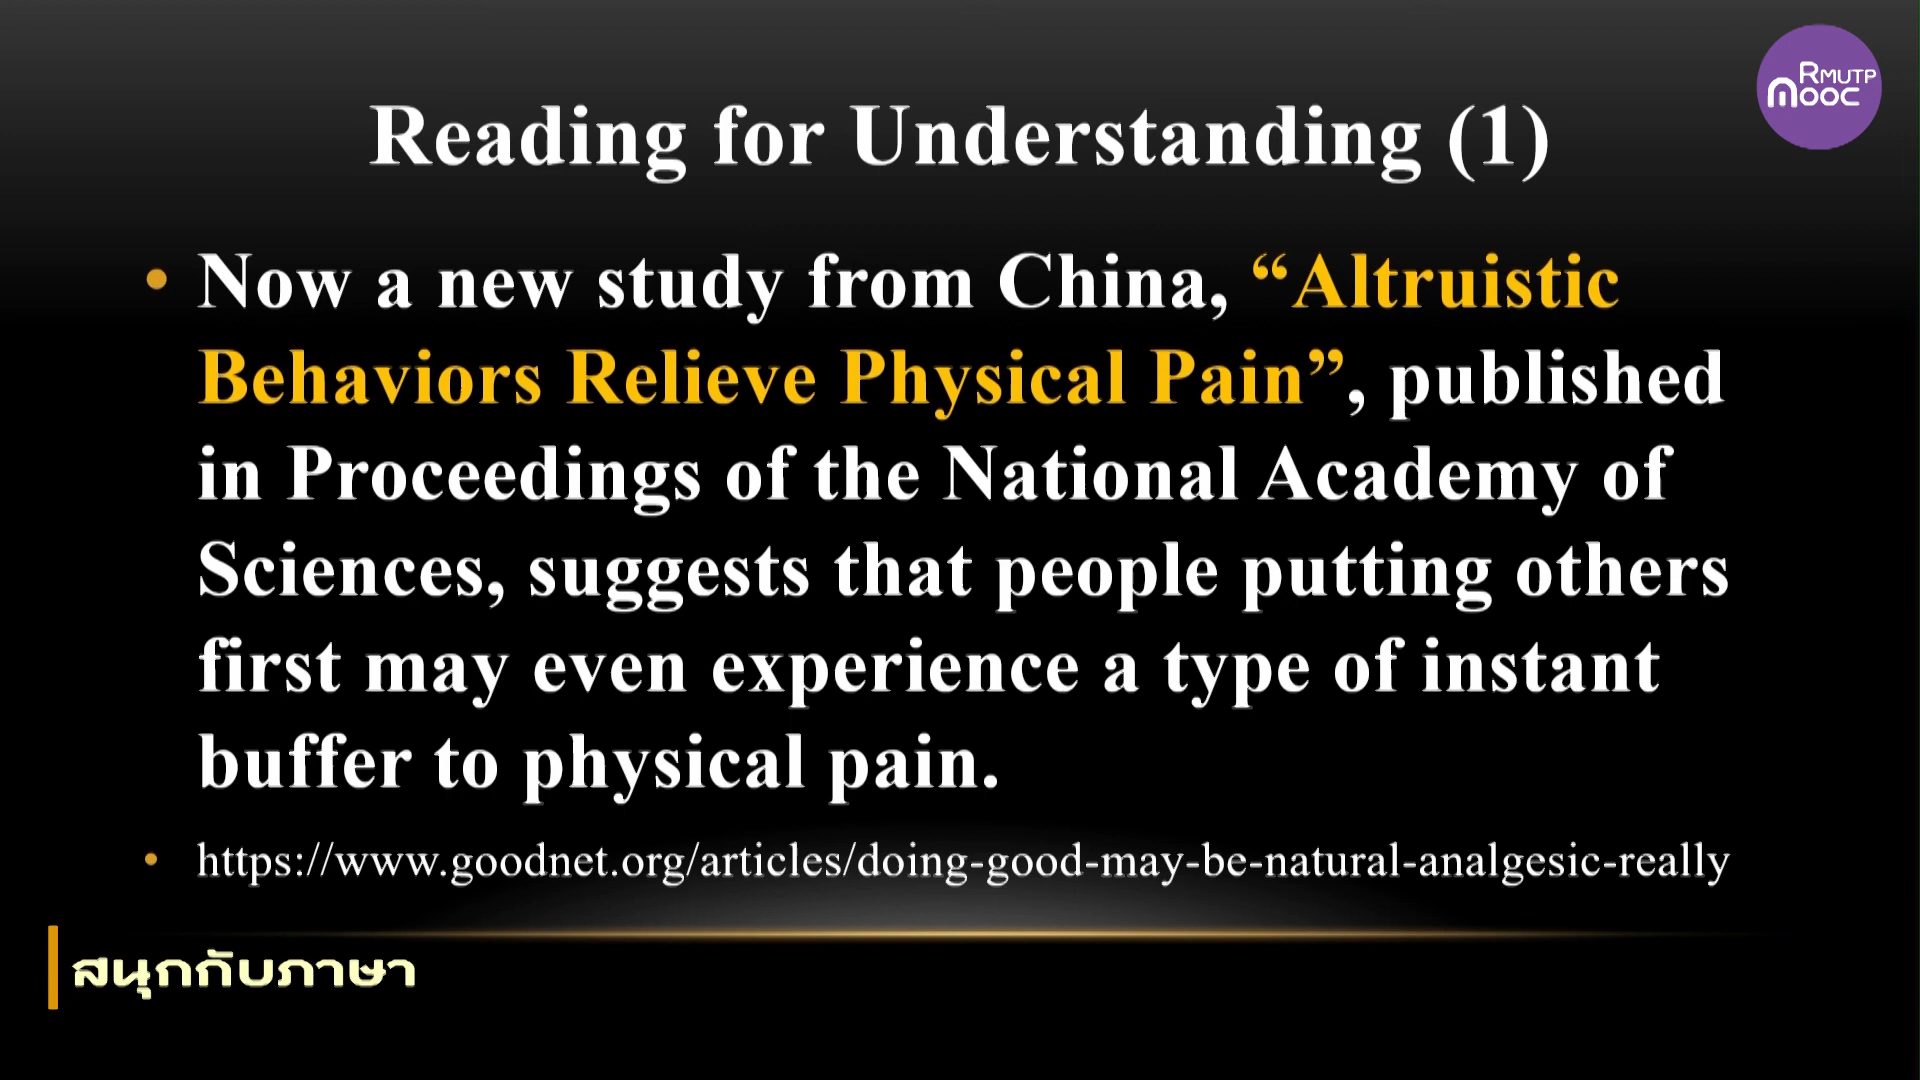 RMUTP
MOOC
Reading for Understanding (1)
• Now a new study from China, “Altruistic
Behaviors Relieve Physical Pain”, published
in Proceedings of the National Academy of
Sciences, suggests that people putting others
first may even experience a type of instant
buffer to physical pain.
• https://www.goodnet.org/articles/doing-good-may-be-natural-analgesic-really
สนุกกับภาษา